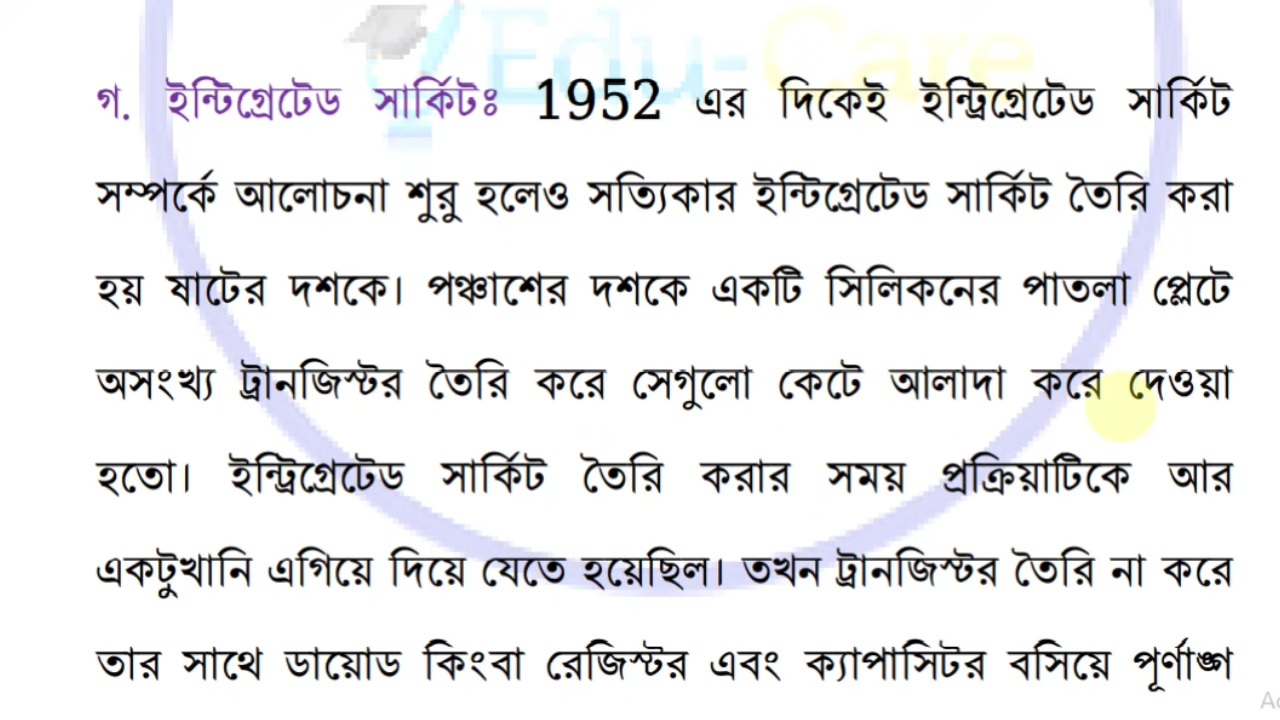 Edu-Care
গ. ইন্টিগ্রেটেড সার্কিটঃ 1952 এর দিকেই ইন্ট্রিগ্রেটেড সার্কিট
সম্পর্কে আলোচনা শুরু হলেও সত্যিকার ইন্টিগ্রেটেড সার্কিট তৈরি করা
হয় ষাটের দশকে। পঞ্চাশের দশকে একটি সিলিকনের পাতলা প্লেটে
অসংখ্য ট্রানজিস্টর তৈরি করে সেগুলো কেটে আলাদা করে দেওয়া
হতো। ইন্ট্রিগ্রেটেড সার্কিট তৈরি করার সময় প্রক্রিয়াটিকে আর
একটুখানি এগিয়ে দিয়ে যেতে হয়েছিল। তখন ট্রানজিস্টর তৈরি না করে
তার সাথে ডায়োড কিংবা রেজিস্টর এবং ক্যাপাসিটর বসিয়ে পূর্ণাঙ্গ